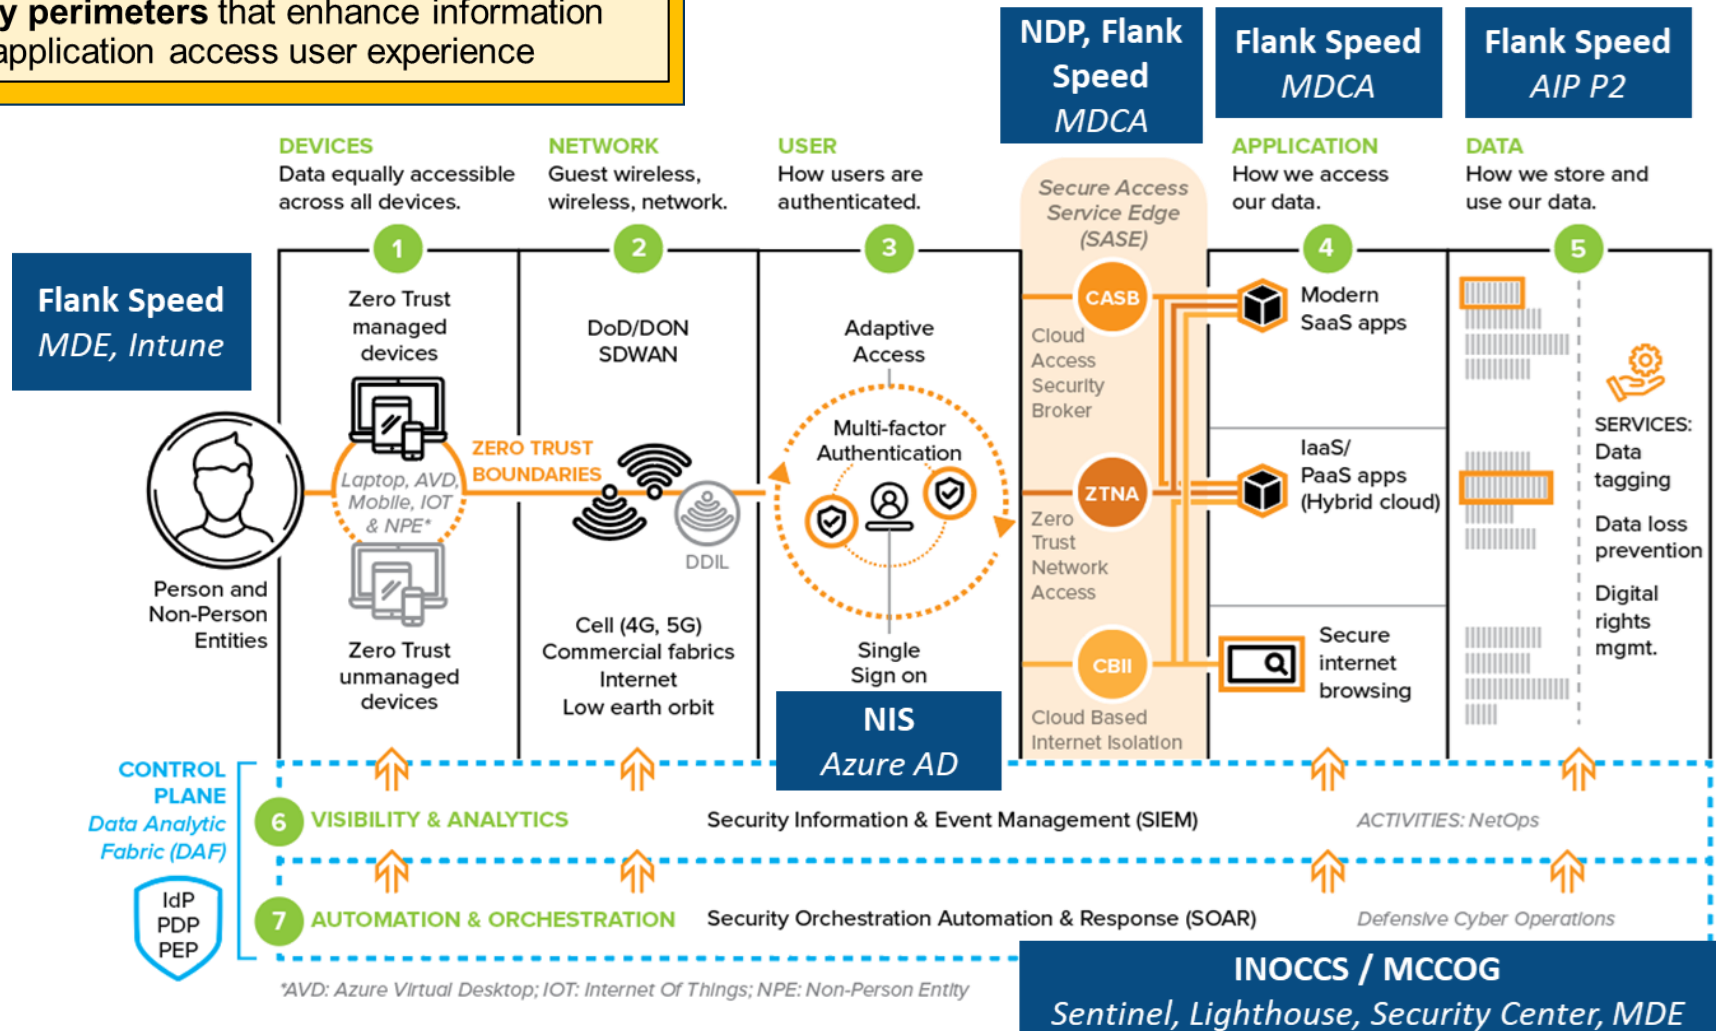 y perimeters that enhance information
application access user experience
NDP, Flank
Speed
MDCA
Flank Speed
MDCA
Flank Speed
AIP P2
DEVICES
Data equally accessible
across all devices.
NETWORK
Guest wireless,
wireless, network.
USER
How users are
authenticated.
Secure Access
Service Edge
(SASE)
APPLICATION
How we access
our data.
DATA
How we store and
use our data.
1
2
3
4
5
Flank Speed
MDE, Intune
Person and
Non-Person
Entities
Zero Trust
managed
devices
Laptop, AVD,
Mobile, IOT
& NPE*
Zero Trust
unmanaged
devices
ZERO TRUST
BOUNDARIES
DoD/DON
SDWAN
DDIL
Cell (4G, 5G)
Commercial fabrics
Internet
Low earth orbit
Adaptive
Access
Multi-factor
Authentication
Single
Sign on
NIS
Azure AD
CASB
Cloud
Access
Security
Broker
ZTNA
Zero
Trust
Network
Access
CBII
Cloud Based
Internet Isolation
Modern
SaaS apps
IaaS/
PaaS apps
(Hybrid cloud)
Secure
internet
browsing
SERVICES:
Data
tagging
Data loss
prevention
Digital
rights
mgmt.
CONTROL
PLANE
Data Analytic
Fabric (DAF)
IdP
PDP
PEP
6 VISIBILITY & ANALYTICS Security Information & Event Management (SIEM) ACTIVITIES: NetOps
7 AUTOMATION & ORCHESTRATION Security Orchestration Automation & Response (SOAR) Defensive Cyber Operations
*AVD: Azure Virtual Desktop; IOT: Internet Of Things; NPE: Non-Person Entity
INOCCS / MCCOG
Sentinel, Lighthouse, Security Center, MDE